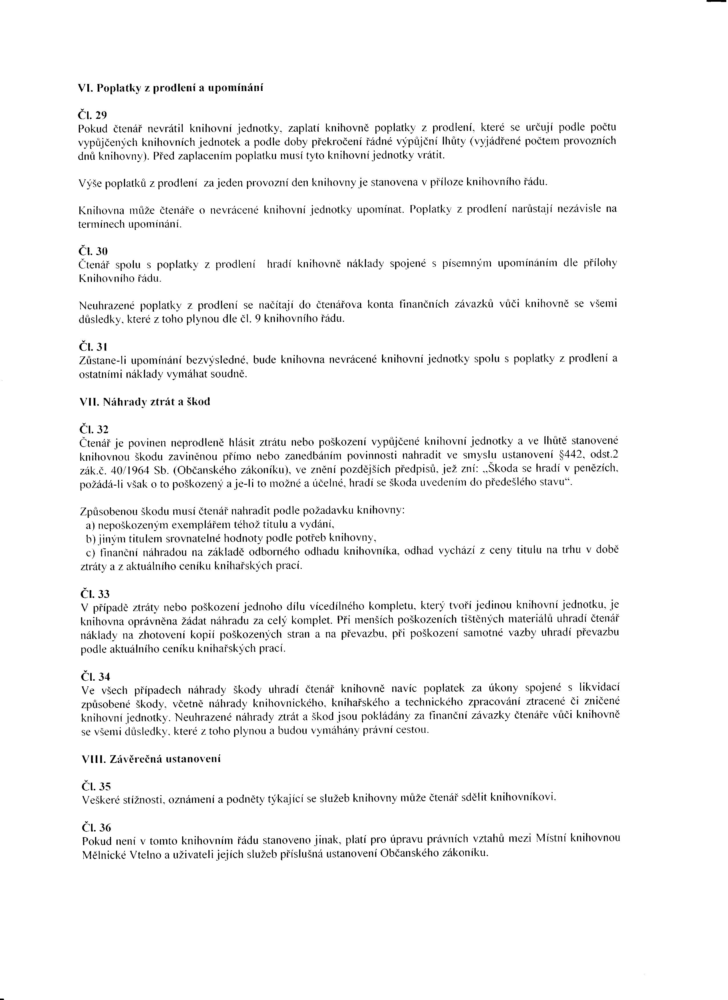 VI. Poplatky z prodlení a upomínání
Čl. 29
Pokud čtenář nevrátil knihovní jednotky, zaplatí knihovně poplatky z prodlení, které se určují podle počtu
vypůjčených knihovních jednotek a podle doby překročení řádné výpůjční lhůty (vyjádřené počtem provozních
dnů knihovny). Před zaplacením poplatku musí tyto knihovní jednotky vrátit.
Výše poplatků z prodlení za jeden provozní den knihovny je stanovena v příloze knihovního řádu.
Knihovna může čtenáře o nevrácené knihovní jednotky upomínat. Poplatky z prodlení narůstají nezávisle na
termínech upomínání.
Čl. 30
Čtenář spolu s poplatky z prodlení hradí knihovně náklady spojené s písemným upomínáním dle přílohy
Knihovního řádu.
Neuhrazené poplatky z prodlení se načítají do čtenářova konta finančních závazků vůči knihovně se všemi
důsledky, které z toho plynou dle čl. 9 knihovního řádu.
Čl. 31
Zůstane-li upomínání bezvýsledné, bude knihovna nevrácené knihovní jednotky spolu s poplatky z prodlení a
ostatními náklady vymáhat soudně.
VII. Náhrady ztrát a škod
Čl. 32
Čtenář je povinen neprodleně hlásit ztrátu nebo poškození vypůjčené knihovní jednotky a ve lhůtě stanovené
knihovnou škodu zaviněnou přímo nebo zanedbáním povinnosti nahradit ve smyslu ustanovení §442, odst.2
zák.č. 40/1964 Sb. (Občanského zákoníku), ve znění pozdějších předpisů, jež zní: „Škoda se hradí v penězích,
požádá-li však o to poškozený a je-li to možné a účelné, hradí se škoda uvedením do předešlého stavu“.
Způsobenou škodu musí čtenář nahradit podle požadavku knihovny:
a) nepoškozeným exemplářem téhož titulu a vydání,
b) jiným titulem srovnatelné hodnoty podle potřeb knihovny,
c) finanční náhradou na základě odborného odhadu knihovníka, odhad vychází z ceny titulu na trhu v době
ztráty a z aktuálního ceníku knihařských prací.
Čl. 33
V případě ztráty nebo poškození jednoho dílu vícedílného kompletu, který tvoří jedinou knihovní jednotku, je
knihovna oprávněna žádat náhradu za celý komplet. Při menších poškozeních tištěných materiálů uhradí čtenář
náklady na zhotovení kopií poškozených stran a na převazbu, při poškození samotné vazby uhradí převazbu
podle aktuálního ceníku knihařských prací.
Čl. 34
Ve všech případech náhrady škody uhradí čtenář knihovně navíc poplatek za úkony spojené s likvidací
způsobené škody, včetně náhrady knihovnického, knihařského a technického zpracování ztracené či zničené
knihovní jednotky. Neuhrazené náhrady ztrát a škod jsou pokládány za finanční závazky čtenáře vůči knihovně
se všemi důsledky, které z toho plynou a budou vymáhány právní cestou.
VIII. Závěrečná ustanovení
Čl. 35
Veškeré stížnosti, oznámení a podněty týkající se služeb knihovny může čtenář sdělit knihovníkovi.
Čl. 36
Pokud není v tomto knihovním řádu stanoveno jinak, platí pro úpravu právních vztahů mezi Místní knihovnou
Mělnické Vtelno a uživateli jejích služeb příslušná ustanovení Občanského zákoníku.